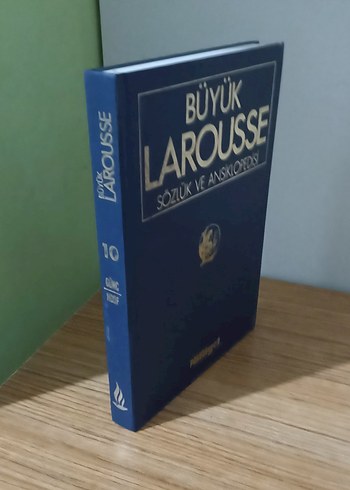 BÜYÜK
LAROUSSE
SÖZLÜK VE ANSİKLOPEDİSİ
BÜYÜK
LAROUSSE
10